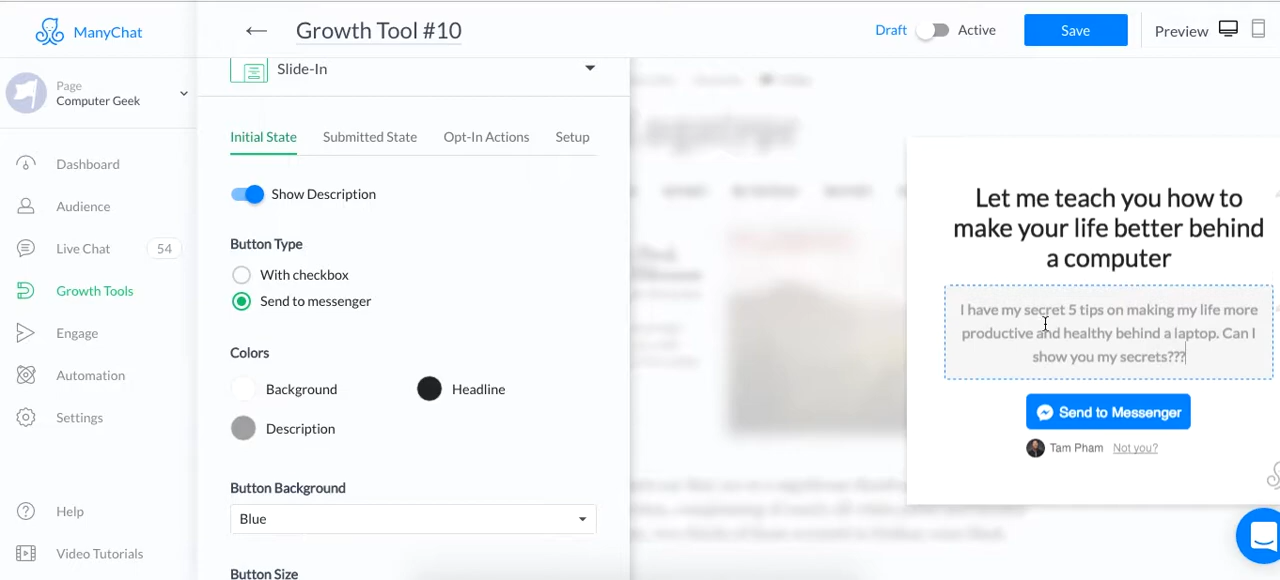 ManyChat
Growth Tool #10
Draft
Active
Save
Preview
Page
Computer Geek
Dashboard
Audience
Live Chat 54
Growth Tools
Engage
Automation
Settings
Help
Video Tutorials
Slide-In
Initial State Submitted State Opt-In Actions Setup
Show Description
Button Type
With checkbox
Send to messenger
Colors
Background Headline
Description
Button Background
Blue
Button Size
Let me teach you how to
make your life better behind
a computer
I have my secret 5 tips on making my life more
productive and healthy behind a laptop. Can I
show you my secrets???
Send to Messenger
Tam Pham Not you?